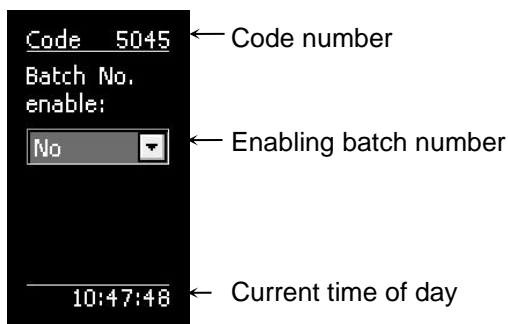 Code 5045 ← Code number
Batch No.
enable:
No ← Enabling batch number
10:47:48 ← Current time of day